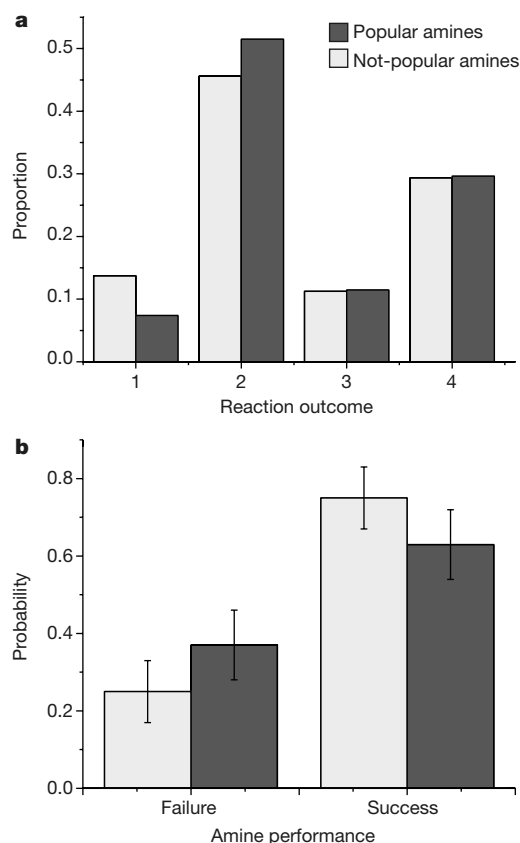 a
Popular amines
Not-popular amines
0.5
0.4
0.3
0.2
0.1
0.0
Proportion
1 2 3 4
Reaction outcome
b
0.8
0.6
0.4
0.2
0.0
Probability
Failure Success
Amine performance